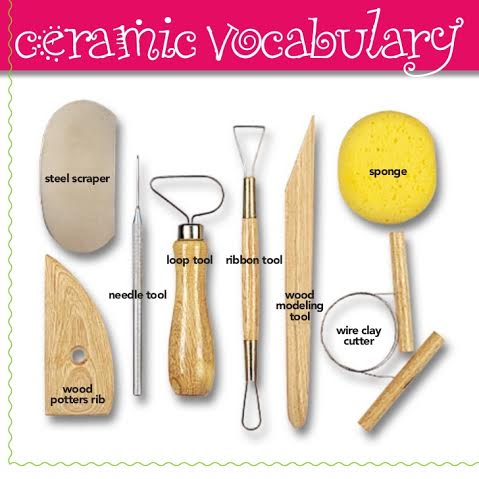 ceramic vocabulary
steel scraper
sponge
loop tool
ribbon tool
needle tool
wood
modeling
tool
wire clay
cutter
wood
potters rib